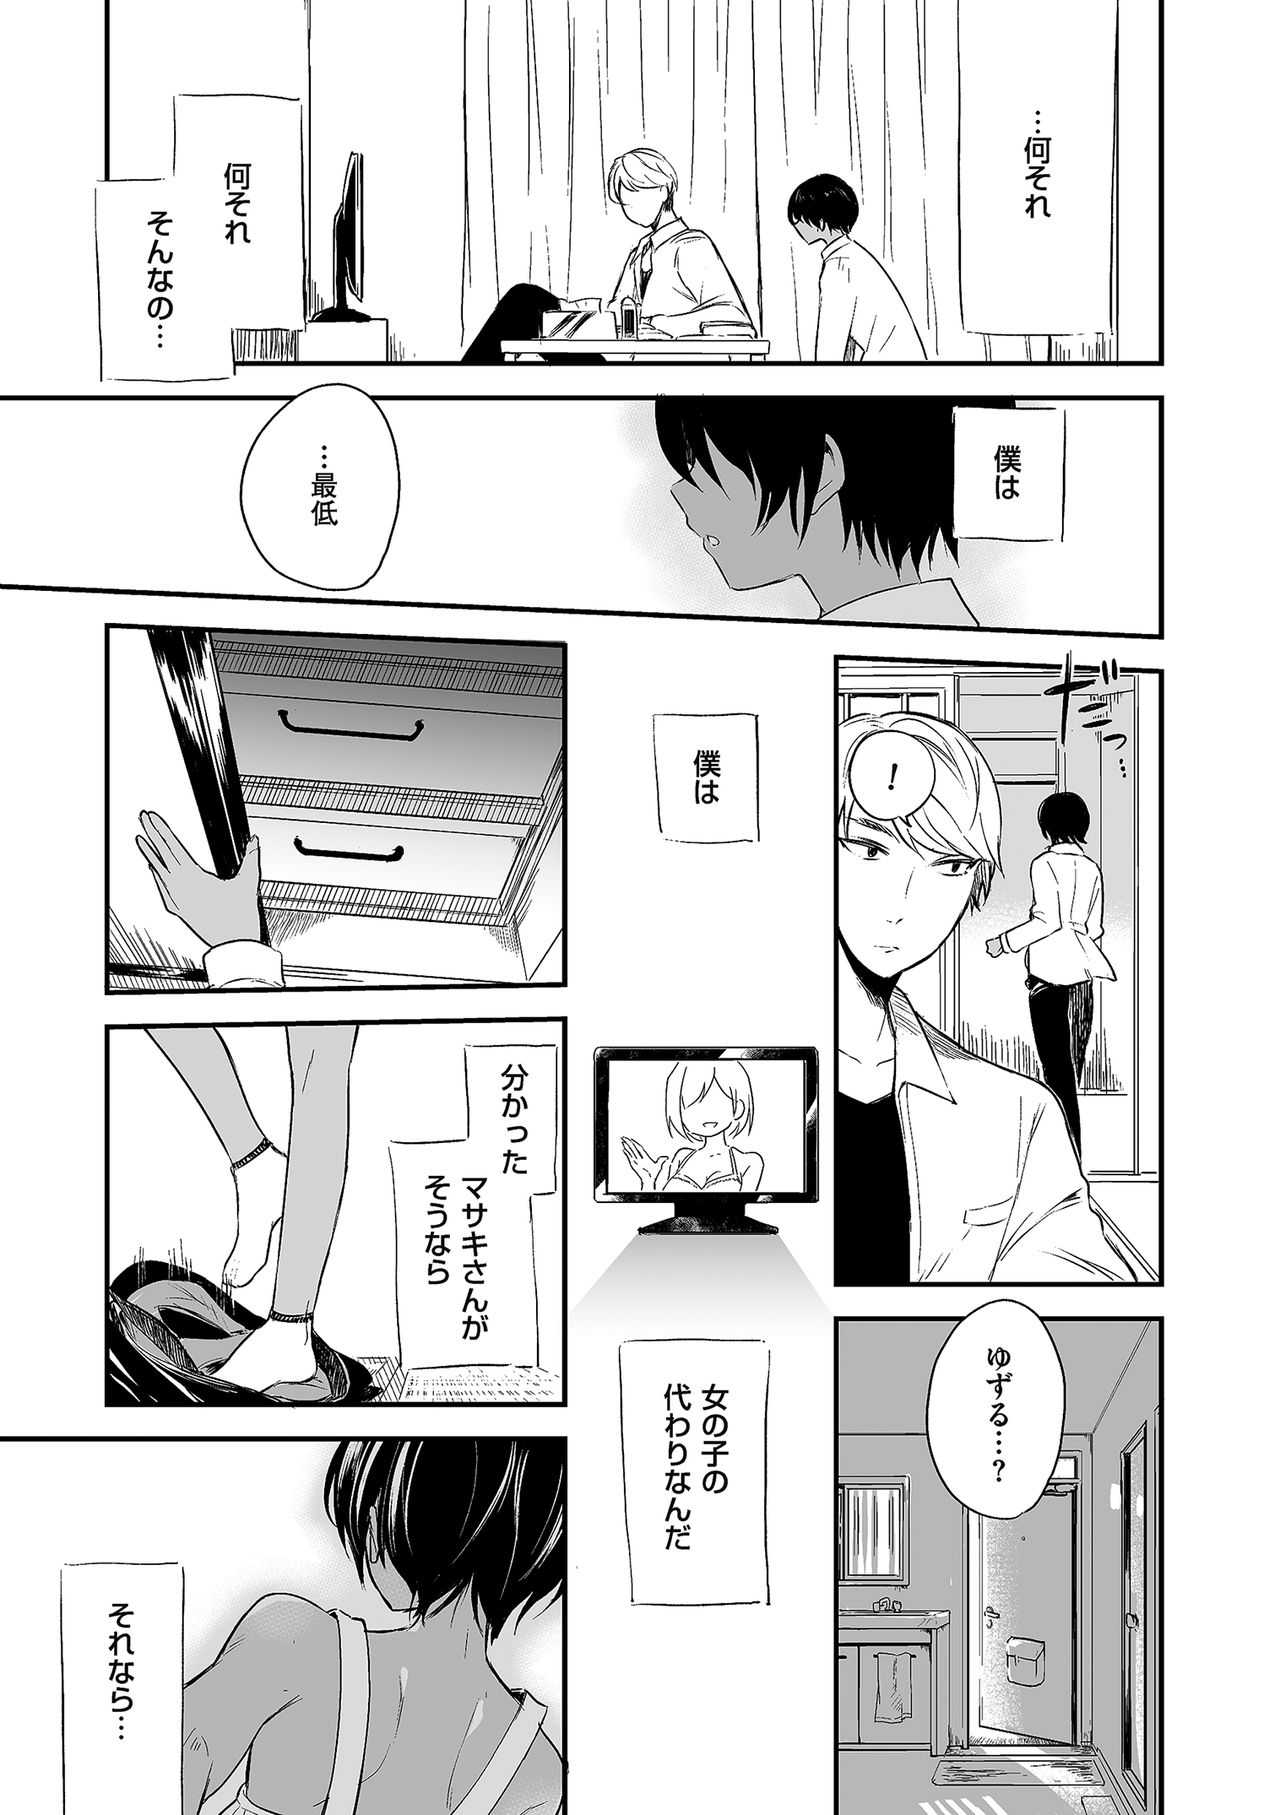 …何それ
何それ
そんなの…
僕は
…最低
ガッ…
！
ゆずる…？
僕は
女の子の
代わりなんだ
分かった
マサキさんが
そうなら
それなら…